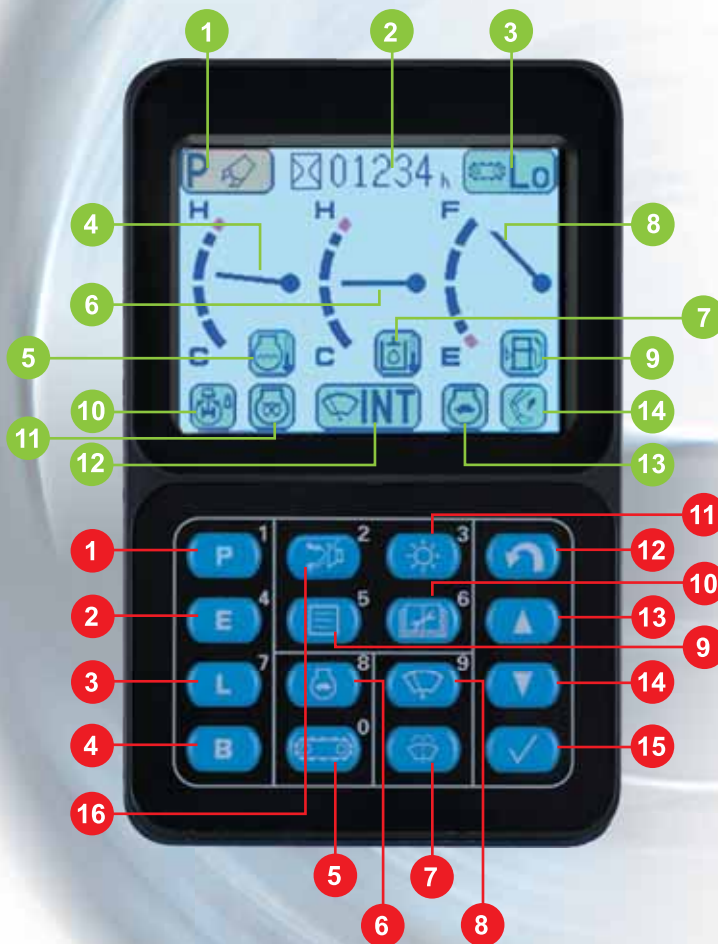 1 2 3
P 01234 h Lo
H H F
4 8
6 7
C C E
5 9
10 14
11 INT
12 13
11
1 P 1 2 3 12
10
2 E 4 5 6 13
9
3 L 7 8 9 14
4 B 0 15
16
5 7
6 8